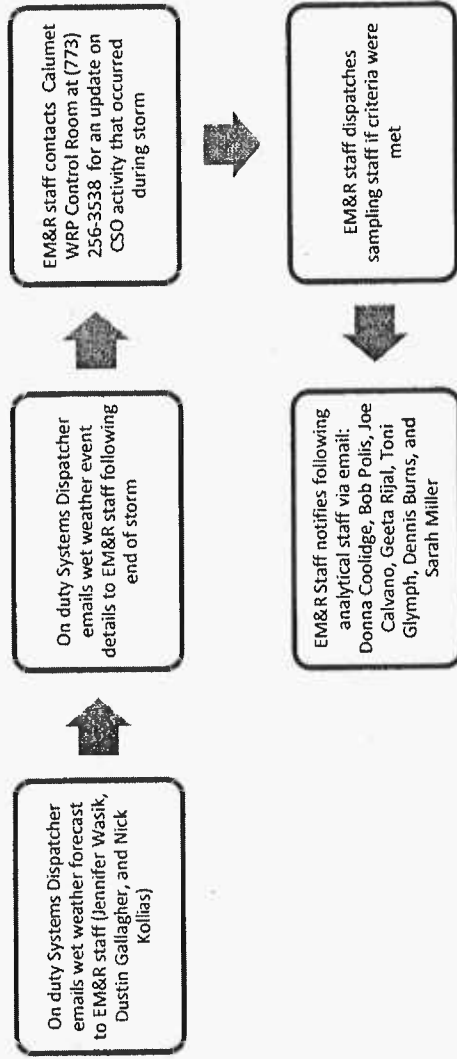 On duty Systems Dispatcher
emails wet weather forecast
to EM&R staff (Jennifer Wasik,
Dustin Gallagher, and Nick
Kollias)
On duty Systems Dispatcher
emails wet weather event
details to EM&R staff following
end of storm
EM&R staff contacts Calumet
WRP Control Room at (773)
256-3538 for an update on
CSO activity that occurred
during storm
EM&R staff dispatches
sampling staff if criteria were
met
EM&R Staff notifies following
analytical staff via email:
Donna Coolidge, Bob Polis, Joe
Calvano, Geeta Rijal, Toni
Glymph, Dennis Burns, and
Sarah Miller